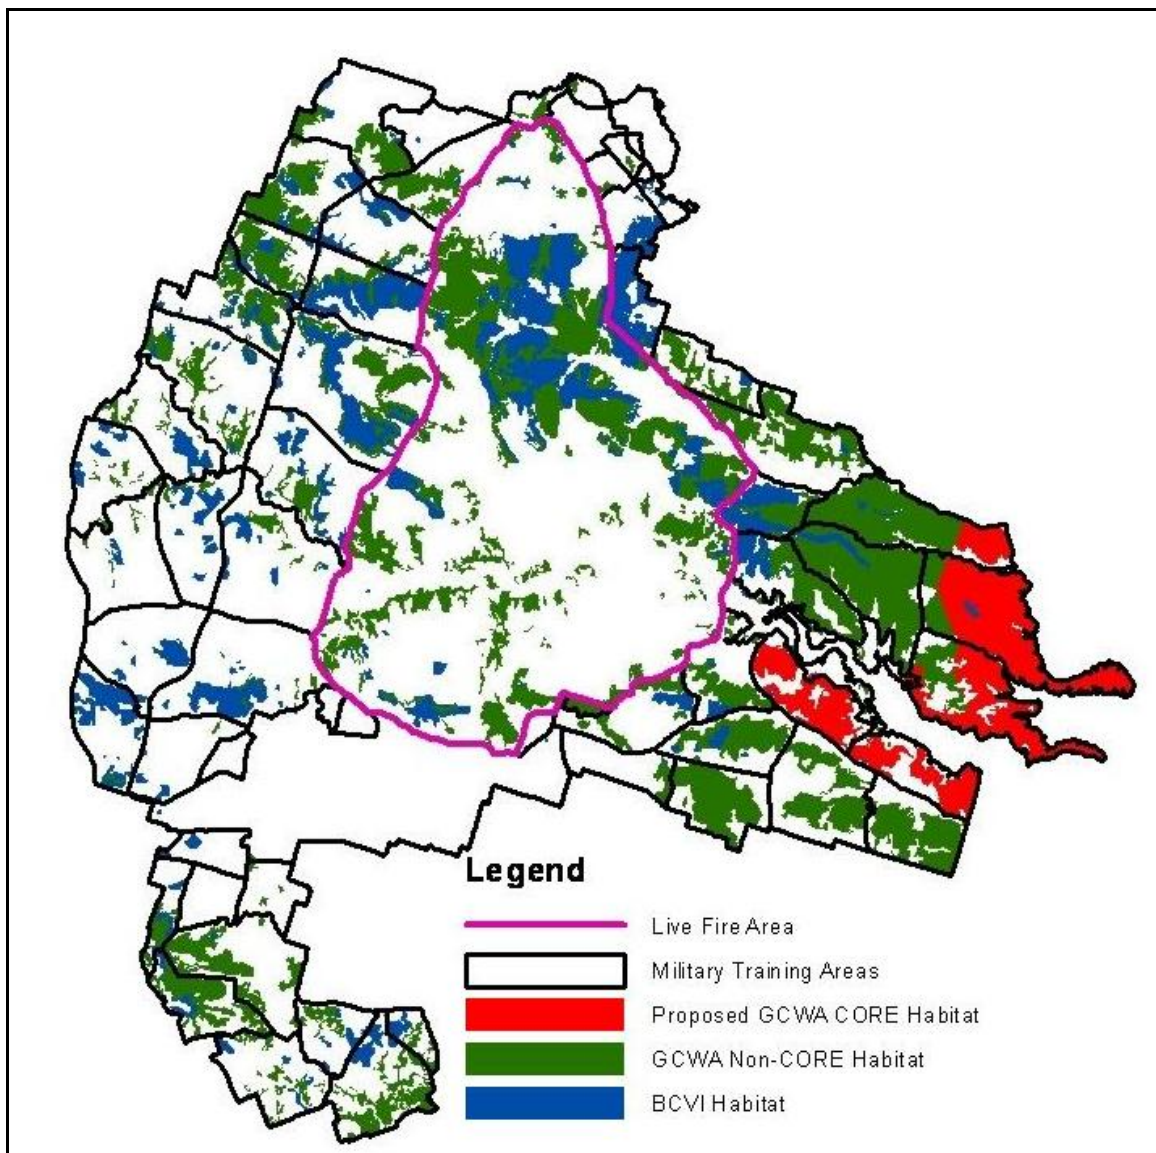 Legend
Live Fire Area
Military Training Areas
Proposed GCWA CORE Habitat
GCWA Non-CORE Habitat
BCVI Habitat